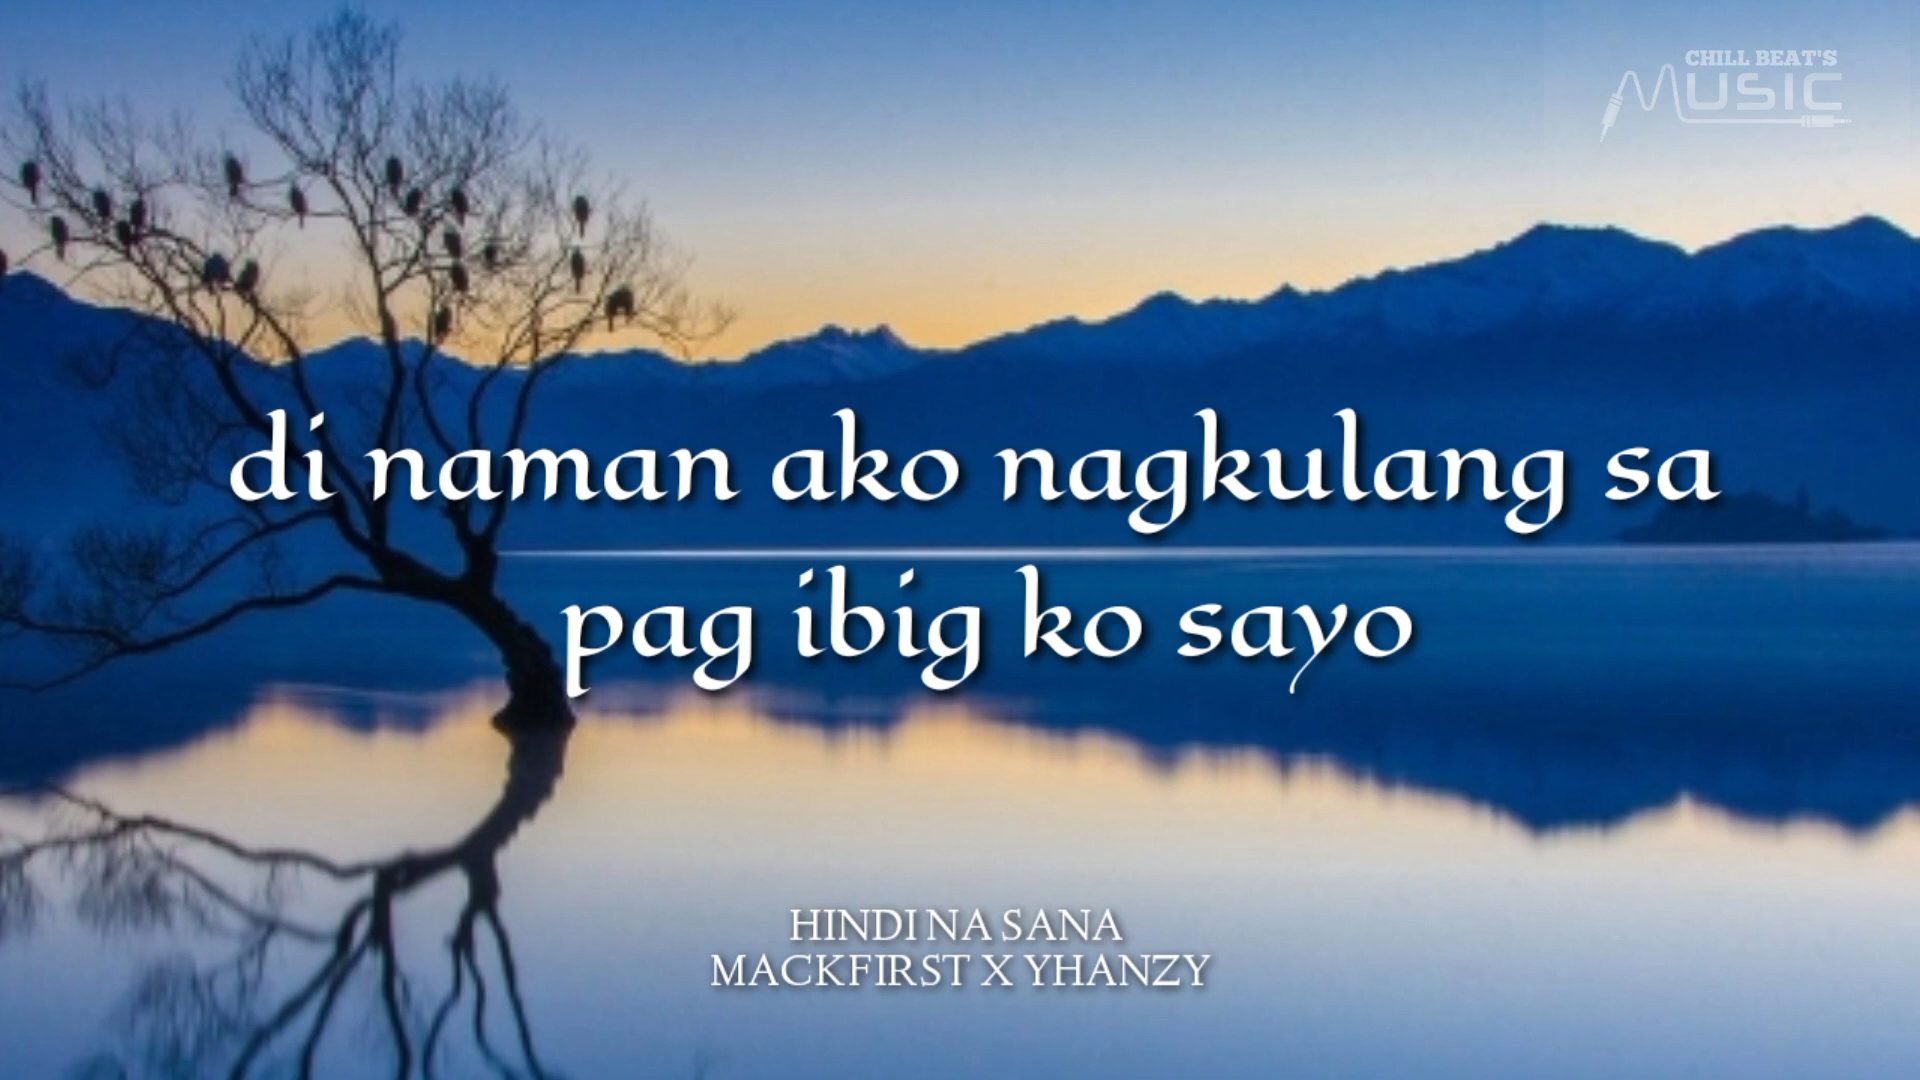 CHILL BEAT'S
MUSIC
di naman ako nagkulang sa
pag ibig ko sayo
HINDI NA SANA
MACKFIRST X YHANZY